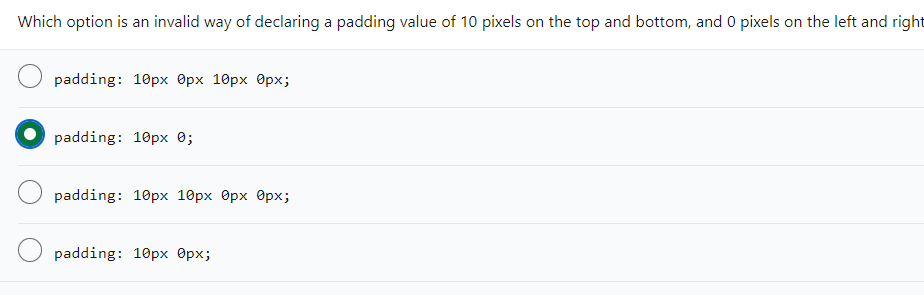 Which option is an invalid way of declaring a padding value of 10 pixels on the top and bottom, and 0 pixels on the left and right
padding: 10px 0px 10px 0px;
padding: 10px 0;
padding: 10px 10px 0px 0px;
padding: 10px 0px;